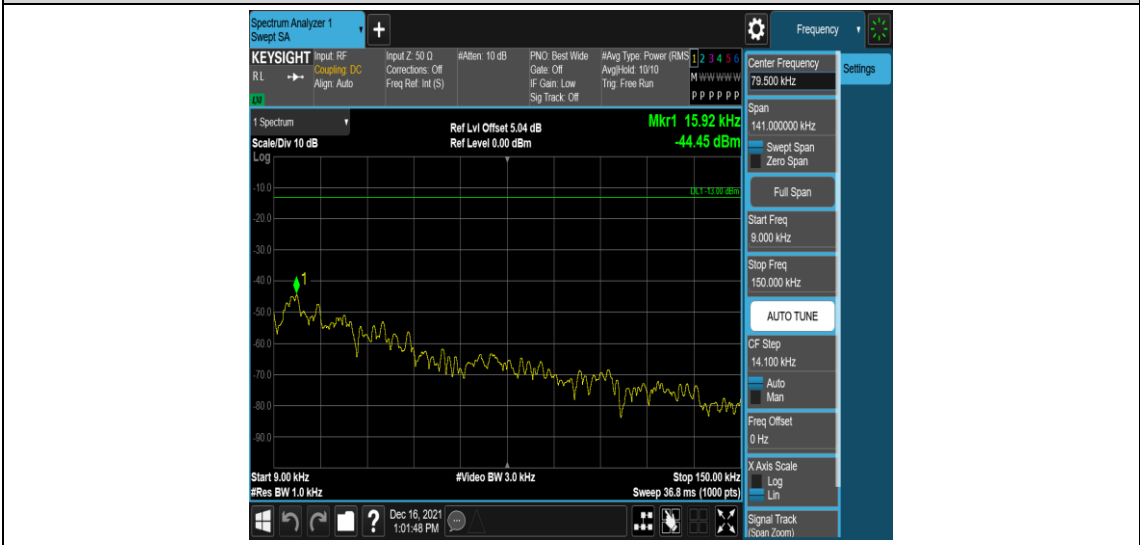 Spectrum Analyzer 1
Swept SA
+
Frequency
KEYSIGHT
R L
LXI
Input: RF
Coupling: DC
Align: Auto
Input Z: 50 Ω
Corrections: Off
Freq Ref: Int (S)
#Atten: 10 dB
PNO: Best Wide
Gate: Off
IF Gain: Low
Sig Track: Off
#Avg Type: Power (RMS
Avg|Hold: 10/10
Trig: Free Run
1 2 3 4 5 6
M W W W W W
P P P P P P
Center Frequency
79.500 kHz
Settings
Span
141.000000 kHz
Swept Span
Zero Span
Full Span
Start Freq
9.000 kHz
Stop Freq
150.000 kHz
AUTO TUNE
CF Step
14.100 kHz
Auto
Man
Freq Offset
0 Hz
X Axis Scale
Log
Lin
Signal Track
(Span Zoom)
1 Spectrum
Scale/Div 10 dB
Log
Ref Lvl Offset 5.04 dB
Ref Level 0.00 dBm
Mkr1 15.92 kHz
-44.45 dBm
DL1 -13.00 dBm
1
-10.0
-20.0
-30.0
-40.0
-50.0
-60.0
-70.0
-80.0
-90.0
Start 9.00 kHz
#Res BW 1.0 kHz
#Video BW 3.0 kHz
Stop 150.00 kHz
Sweep 36.8 ms (1000 pts)
?
Dec 16, 2021
1:01:48 PM